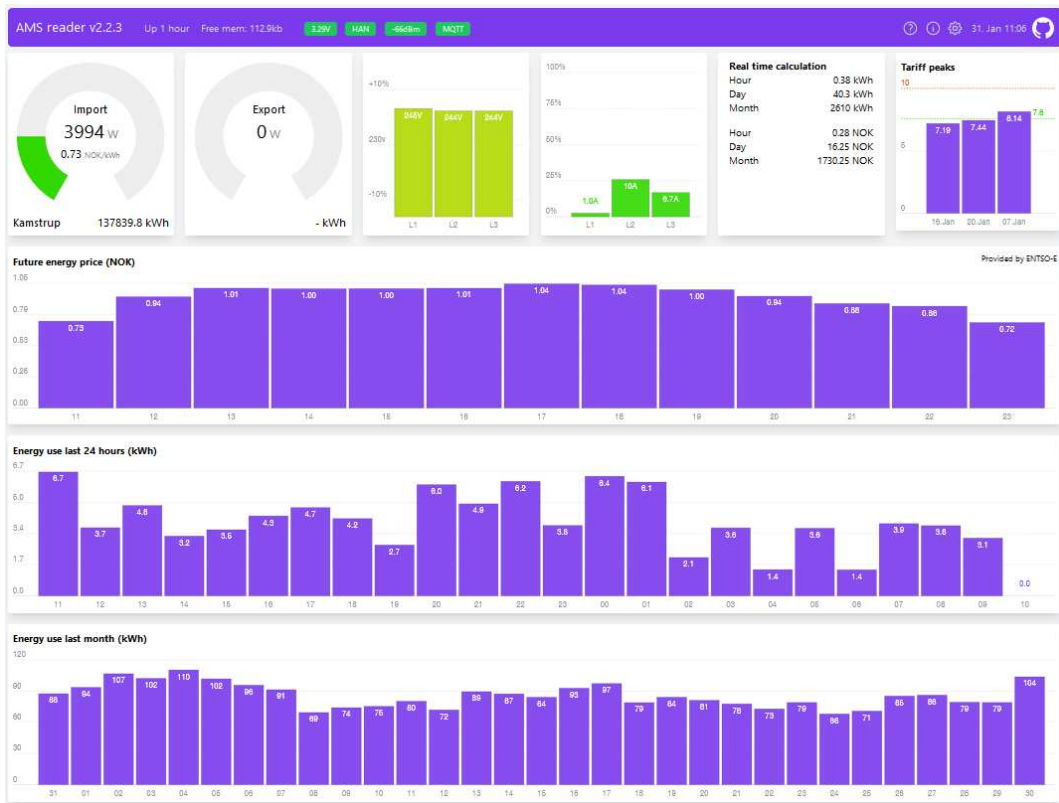 AMS reader v2.2.3 Up 1 hour Free mem: 112.9kb 3.29V HAN -66dBm MQTT 31. Jan 11:06
Import
3994 W
0.73 NOK/kWh
Kamstrup 137839.8 kWh
Export
0 W
- kWh
+10%
230v
-10%
246V 244V 244V
L1 L2 L3
100%
75%
50%
25%
0%
1.0A 10A 6.7A
L1 L2 L3
Real time calculation
Hour 0.38 kWh
Day 40.3 kWh
Month 2610 kWh
Hour 0.28 NOK
Day 16.25 NOK
Month 1730.25 NOK
Tariff peaks
10
7.6
5
0
7.19 7.44 8.14
16.Jan 20.Jan 07.Jan
Future energy price (NOK) Provided by ENTSO-E
1.06
0.79
0.53
0.26
0.00
0.73 0.94 1.01 1.00 1.00 1.01 1.04 1.04 1.00 0.94 0.88 0.86 0.72
11 12 13 14 15 16 17 18 19 20 21 22 23
Energy use last 24 hours (kWh)
6.7
5.0
3.4
1.7
0.0
6.7 3.7 4.8 3.2 3.5 4.3 4.7 4.2 2.7 6.0 4.9 6.2 3.8 6.4 6.1 2.1 3.6 1.4 3.6 1.4 3.9 3.8 3.1 0.0
11 12 13 14 15 16 17 18 19 20 21 22 23 00 01 02 03 04 05 06 07 08 09 10
Energy use last month (kWh)
120
90
60
30
0
88 94 107 102 110 102 96 91 69 74 75 80 72 89 87 84 93 97 79 84 81 78 73 79 68 71 85 86 79 79 104
31 01 02 03 04 05 06 07 08 09 10 11 12 13 14 15 16 17 18 19 20 21 22 23 24 25 26 27 28 29 30